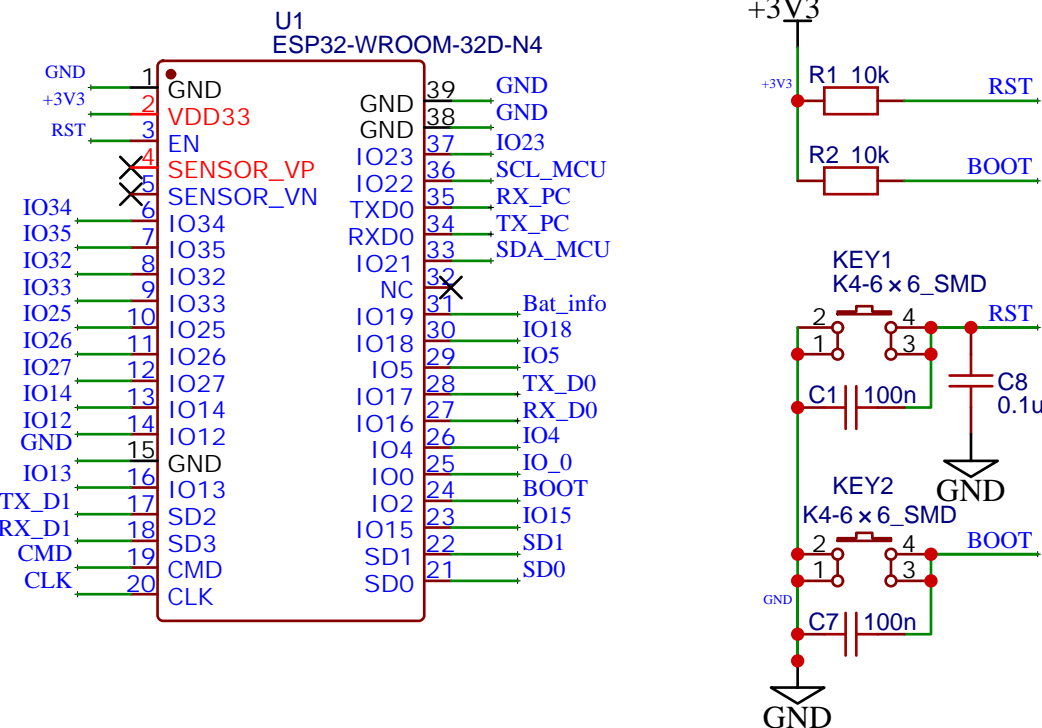 U1
ESP32-WROOM-32D-N4
GND 1 GND
+3V3 2 VDD33
RST 3 EN
4 SENSOR_VP
5 SENSOR_VN
IO34 6 IO34
IO35 7 IO35
IO32 8 IO32
IO33 9 IO33
IO25 10 IO25
IO26 11 IO26
IO27 12 IO27
IO14 13 IO14
IO12 14 IO12
GND 15 GND
IO13 16 IO13
TX_D1 17 SD2
RX_D1 18 SD3
CMD 19 CMD
CLK 20 CLK
GND 39 GND
GND 38 GND
IO23 37 IO23
IO22 36 SCL_MCU
TXD0 35 RX_PC
RXD0 34 TX_PC
IO21 33 SDA_MCU
NC 32
IO19 31 Bat_info
IO18 30 IO18
IO5 29 IO5
IO17 28 TX_D0
IO16 27 RX_D0
IO4 26 IO4
IO0 25 IO_0
IO2 24 BOOT
IO15 23 IO15
SD1 22 SD1
SD0 21 SD0
+3V3
+3V3 R1 10k RST
R2 10k BOOT
KEY1
K4-6×6_SMD
2 4 RST
1 3
C1 100n
C8
0.1u
GND
KEY2
K4-6×6_SMD
2 4 BOOT
1 3
GND
C7 100n
GND